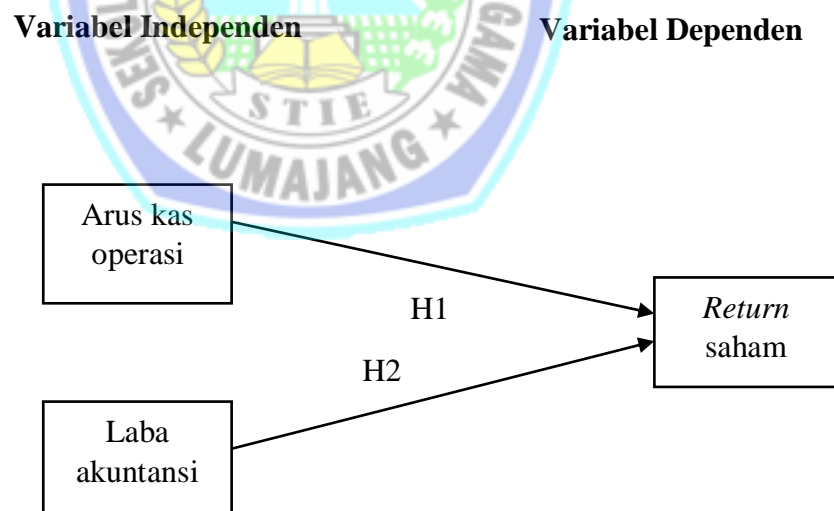 Variabel Independen
Variabel Dependen
STIE
LUMAJANG
Arus kas
operasi
H1
Return
saham
H2
Laba
akuntansi